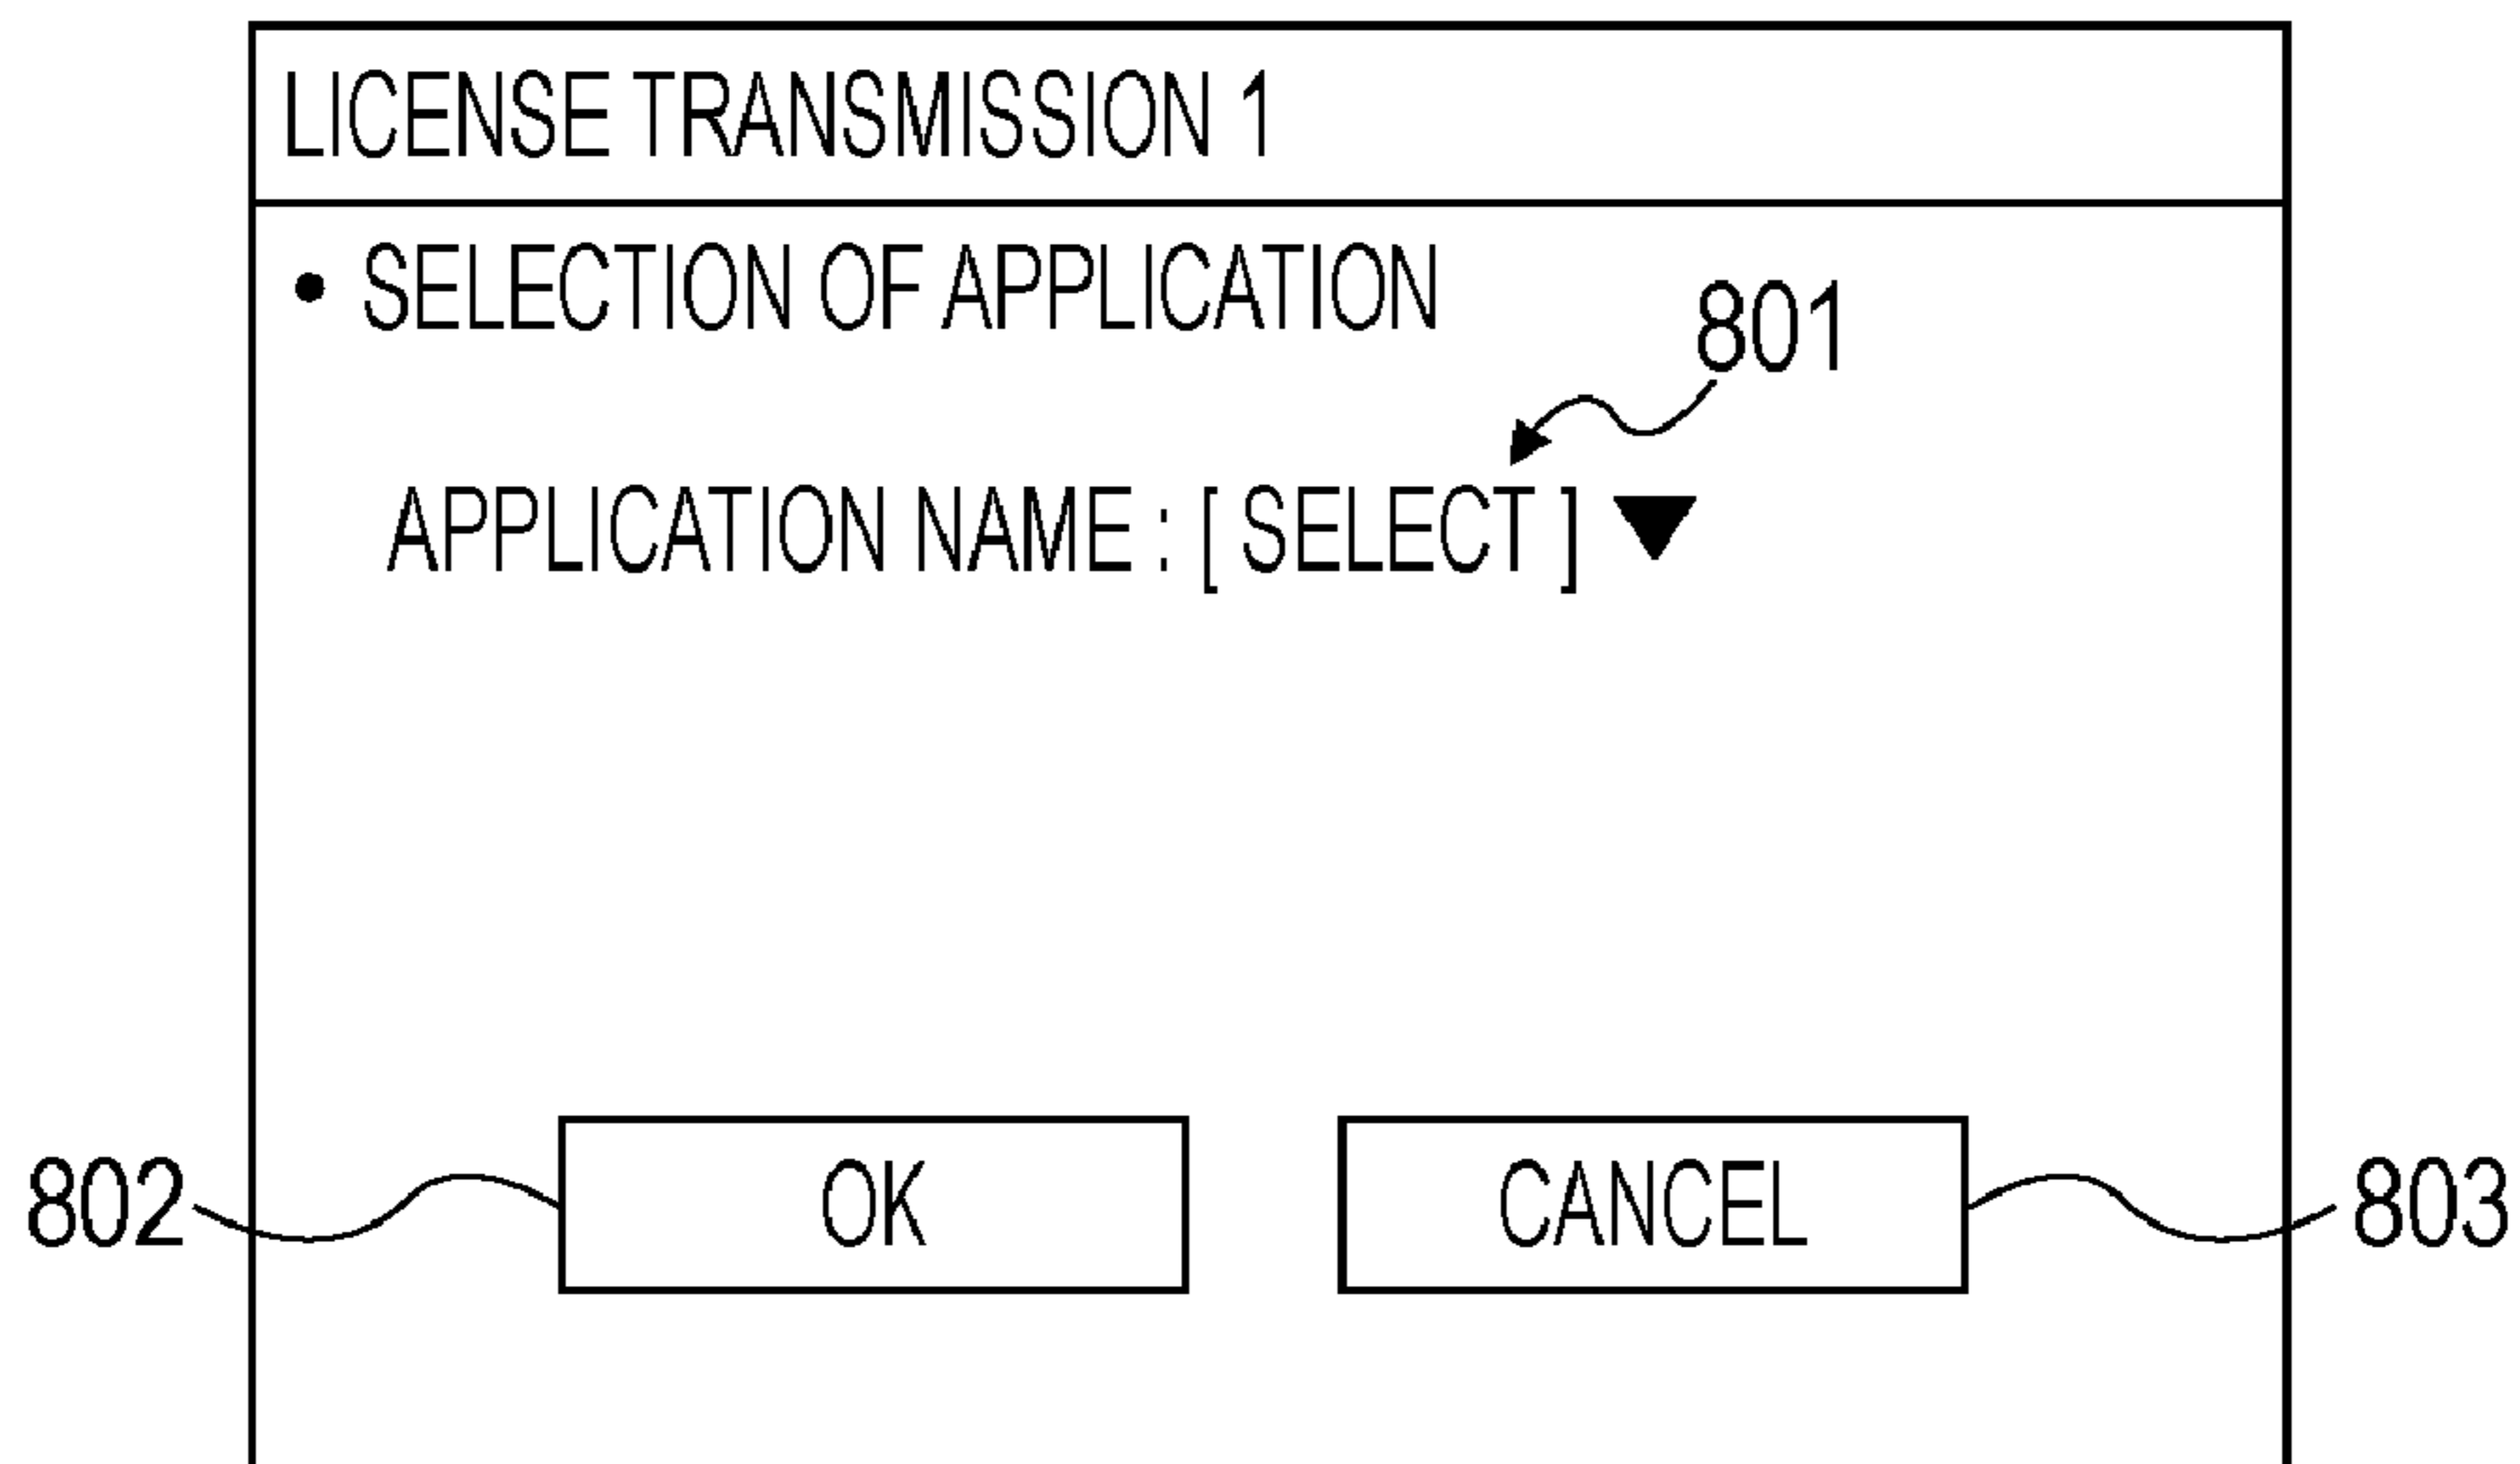 LICENSE TRANSMISSION 1
• SELECTION OF APPLICATION
801
APPLICATION NAME : [ SELECT ] ▼
802 OK CANCEL 803